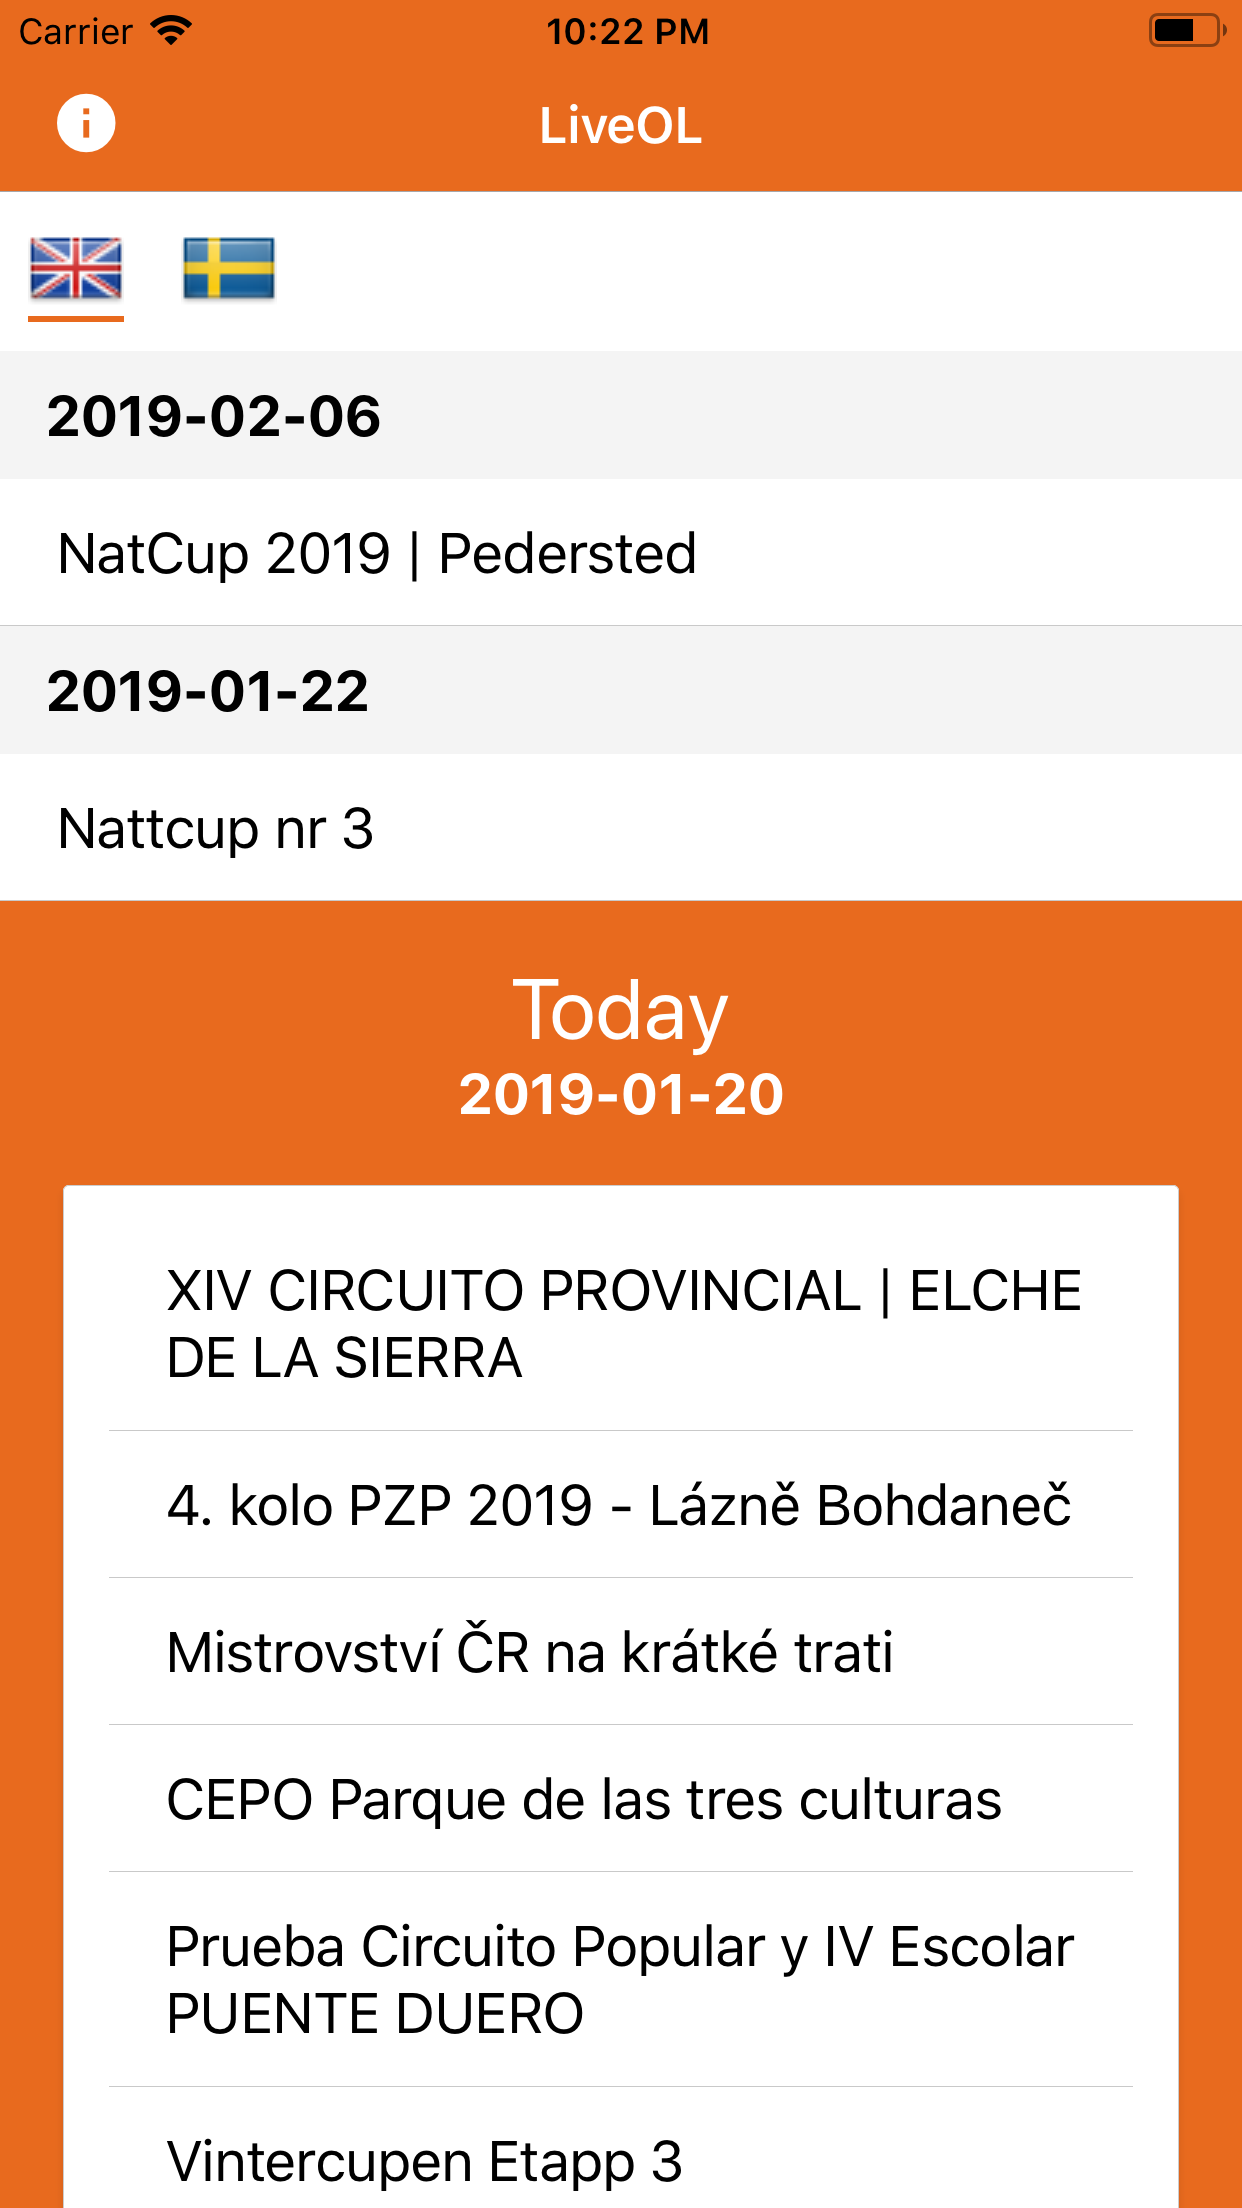 Carrier 10:22 PM
LiveOL
2019-02-06
NatCup 2019 | Pedersted
2019-01-22
Nattcup nr 3
Today
2019-01-20
XIV CIRCUITO PROVINCIAL | ELCHE
DE LA SIERRA
4. kolo PZP 2019 - Lázně Bohdaneč
Mistrovství ČR na krátké trati
CEPO Parque de las tres culturas
Prueba Circuito Popular y IV Escolar
PUENTE DUERO
Vintercupen Etapp 3